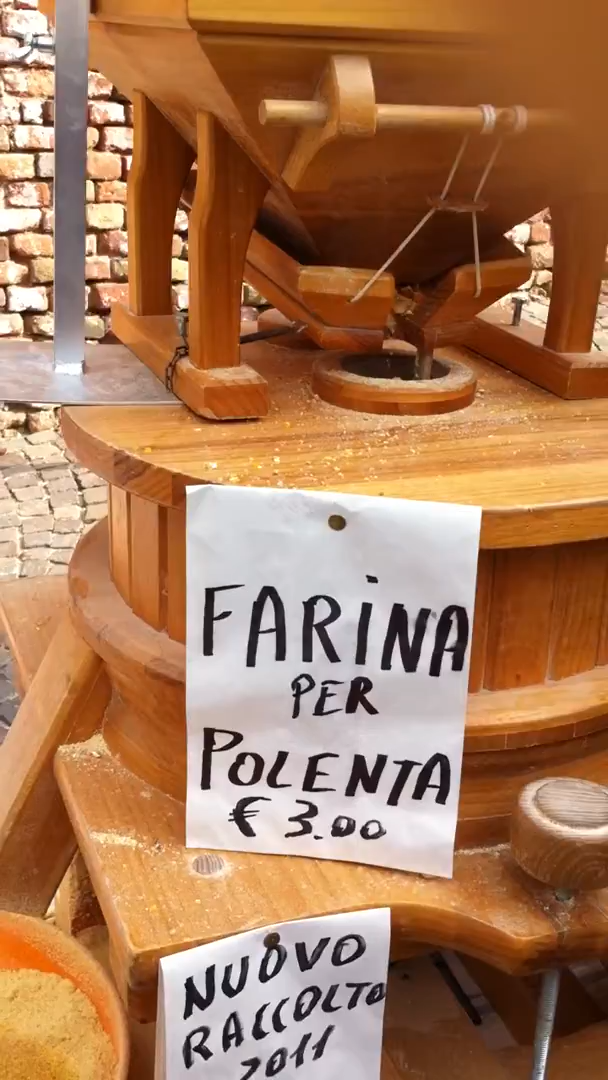 FARINA
PER
POLENTA
€ 3.00
NUOVO
RACCOLTO
2011